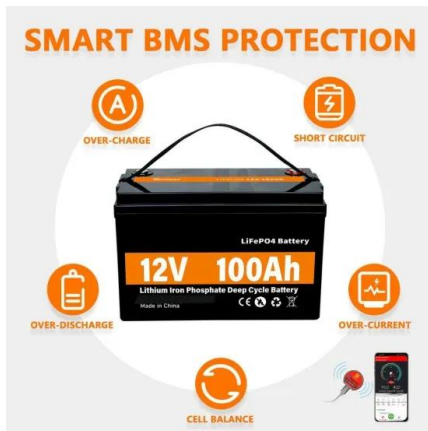 SMART BMS PROTECTION
OVER-CHARGE
SHORT CIRCUIT
LiFePO4 Battery
12V 100Ah
Lithium Iron Phosphate Deep Cycle Battery
Made in China
CE
OVER-DISCHARGE
OVER-CURRENT
CELL BALANCE